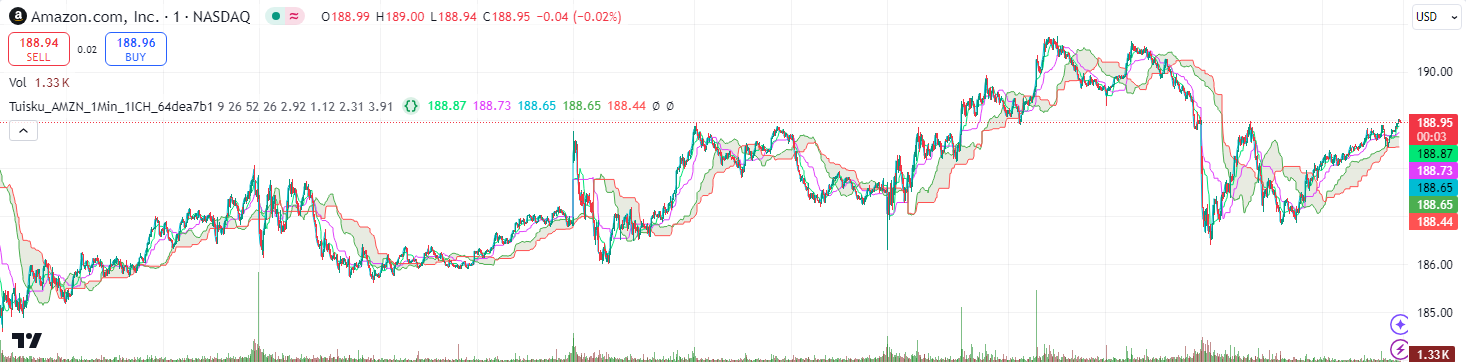 Amazon.com, Inc. · 1 · NASDAQ O188.99 H189.00 L188.94 C188.95 −0.04 (−0.02%)
USD
188.94 0.02 188.96
SELL BUY
Vol 1.33 K
Tuisku_AMZN_1Min_1ICH_64dea7b1 9 26 52 26 2.92 1.12 2.31 3.91 188.87 188.73 188.65 188.65 188.44 Ø Ø
190.00
188.95
00:03
188.87
188.73
188.65
188.65
188.44
186.00
185.00
1.33 K